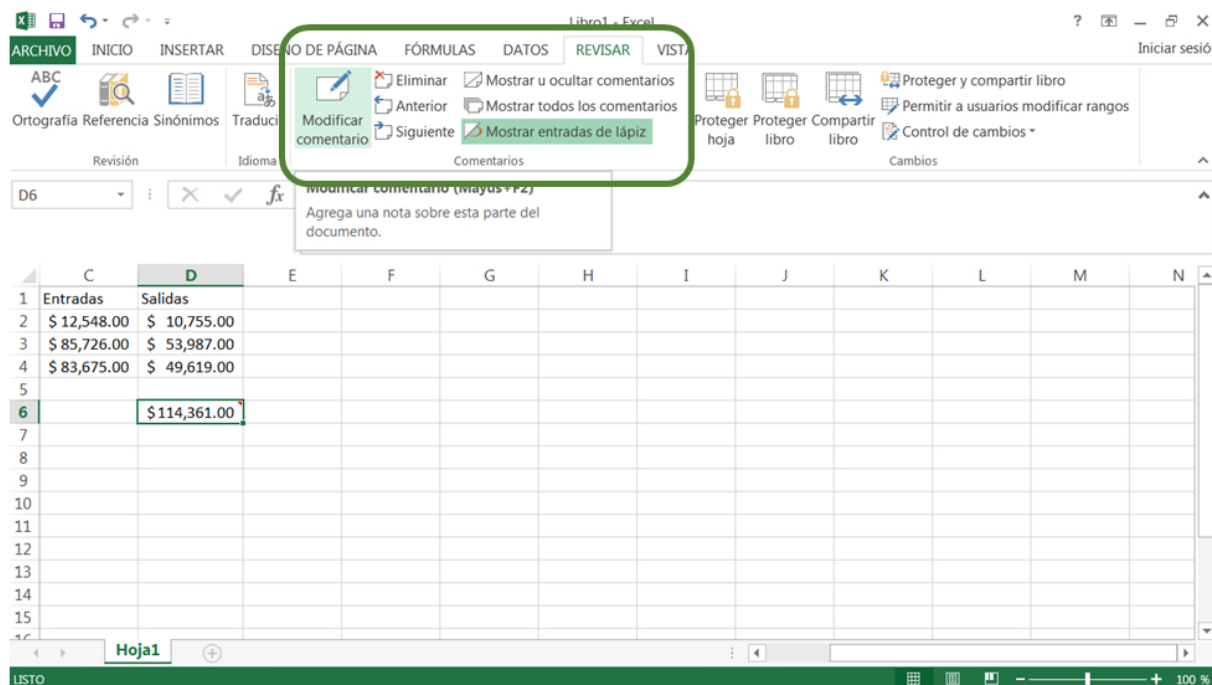 Libro1 - Excel
?
ARCHIVO INICIO INSERTAR DISEÑO DE PÁGINA FÓRMULAS DATOS REVISAR VISTA Iniciar sesió
ABC
Ortografía Referencia Sinónimos
Revisión
Traduci
Idioma
Modificar
comentario
Eliminar
Anterior
Siguiente
Mostrar u ocultar comentarios
Mostrar todos los comentarios
Mostrar entradas de lápiz
Comentarios
Proteger
hoja
Proteger
libro
Compartir
libro
Proteger y compartir libro
Permitir a usuarios modificar rangos
Control de cambios
Cambios
D6 fx
Modificar comentario (Mayús+F2)
Agrega una nota sobre esta parte del
documento.
C D E F G H I J K L M N
1 Entradas Salidas
2 $ 12,548.00 $ 10,755.00
3 $ 85,726.00 $ 53,987.00
4 $ 83,675.00 $ 49,619.00
5
6 $114,361.00
7
8
9
10
11
12
13
14
15
16
Hoja1
LISTO 100 %